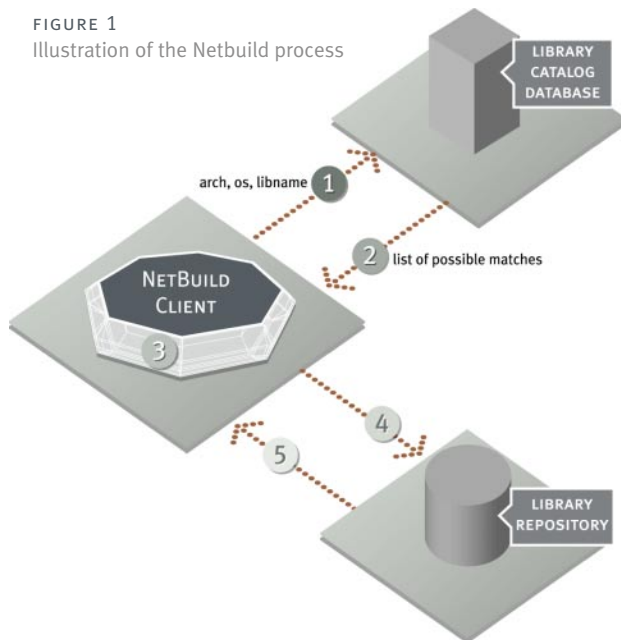 FIGURE 1
Illustration of the Netbuild process
LIBRARY
CATALOG
DATABASE
arch, os, libname
1
2
list of possible matches
NETBUILD
CLIENT
3
4
5
LIBRARY
REPOSITORY